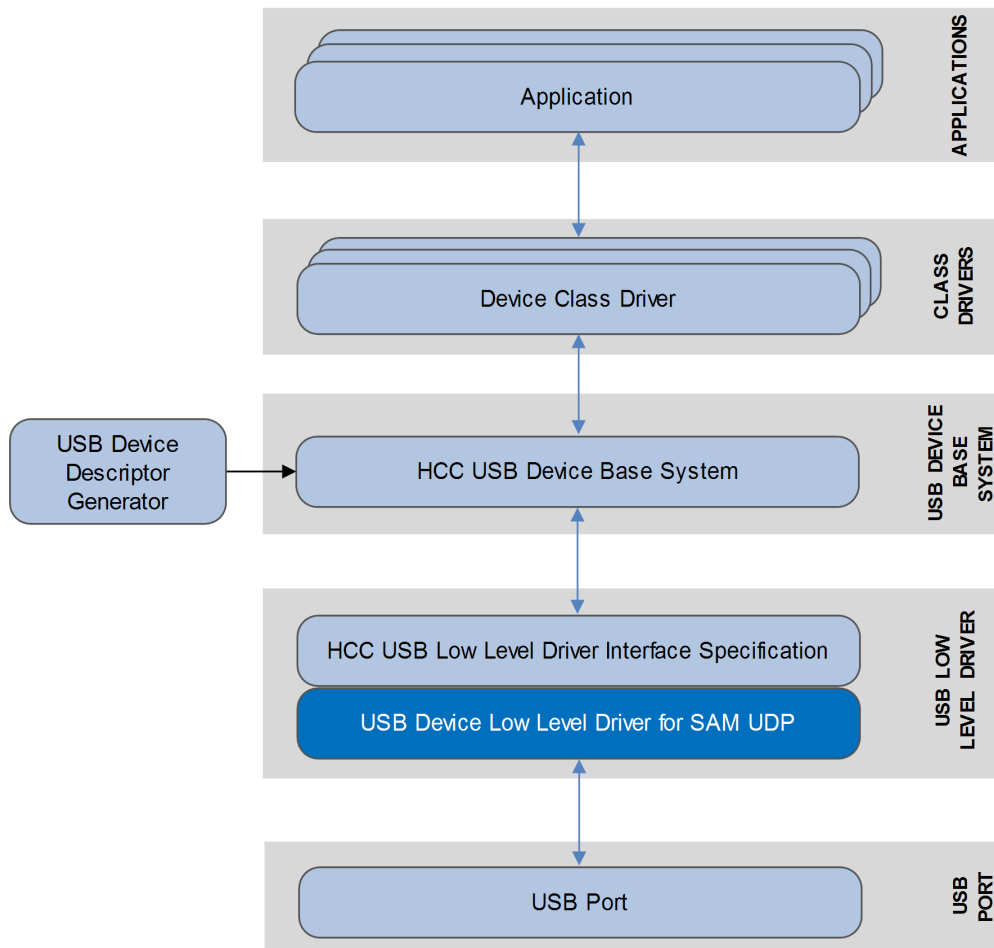 Application
APPLICATIONS
Device Class Driver
CLASS
DRIVERS
USB Device
Descriptor
Generator
HCC USB Device Base System
USB DEVICE
BASE
SYSTEM
HCC USB Low Level Driver Interface Specification
USB Device Low Level Driver for SAM UDP
USB LOW
LEVEL DRIVER
USB Port
USB
PORT